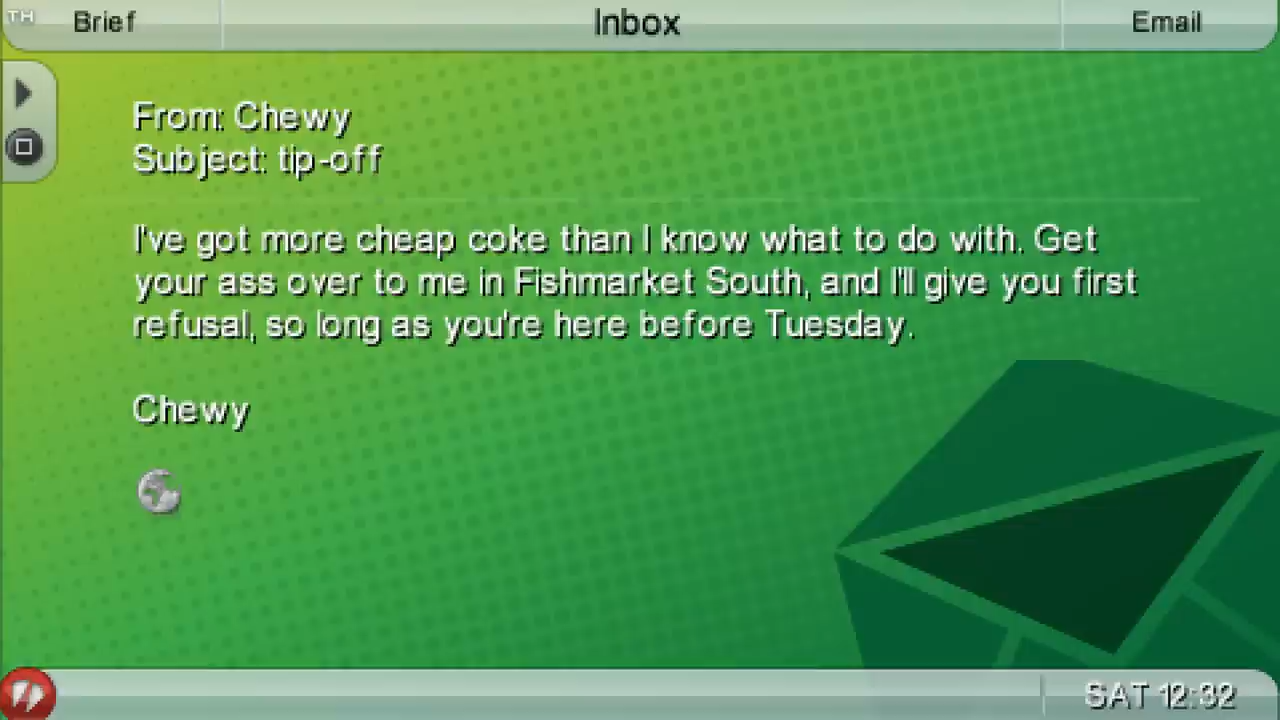 TH
Brief
Inbox
Email
From: Chewy
Subject: tip-off
I've got more cheap coke than I know what to do with. Get
your ass over to me in Fishmarket South, and I'll give you first
refusal, so long as you're here before Tuesday.
Chewy
SAT 12:32